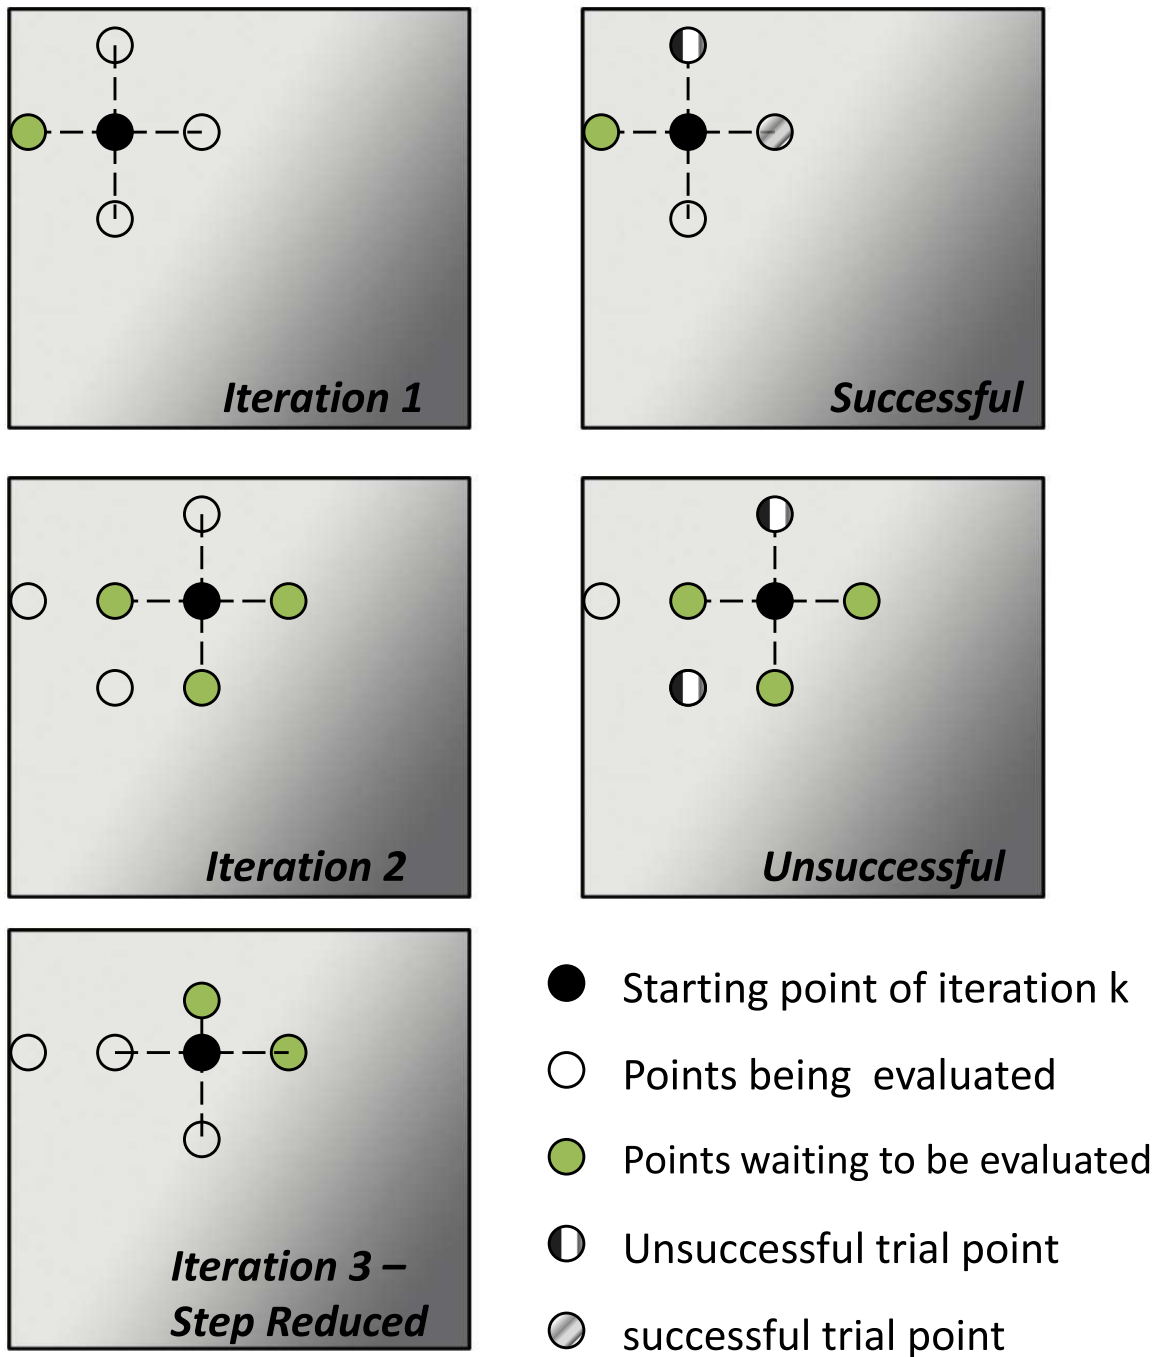 Iteration 1
Successful
Iteration 2
Unsuccessful
Iteration 3 –
Step Reduced
Starting point of iteration k
Points being evaluated
Points waiting to be evaluated
Unsuccessful trial point
successful trial point